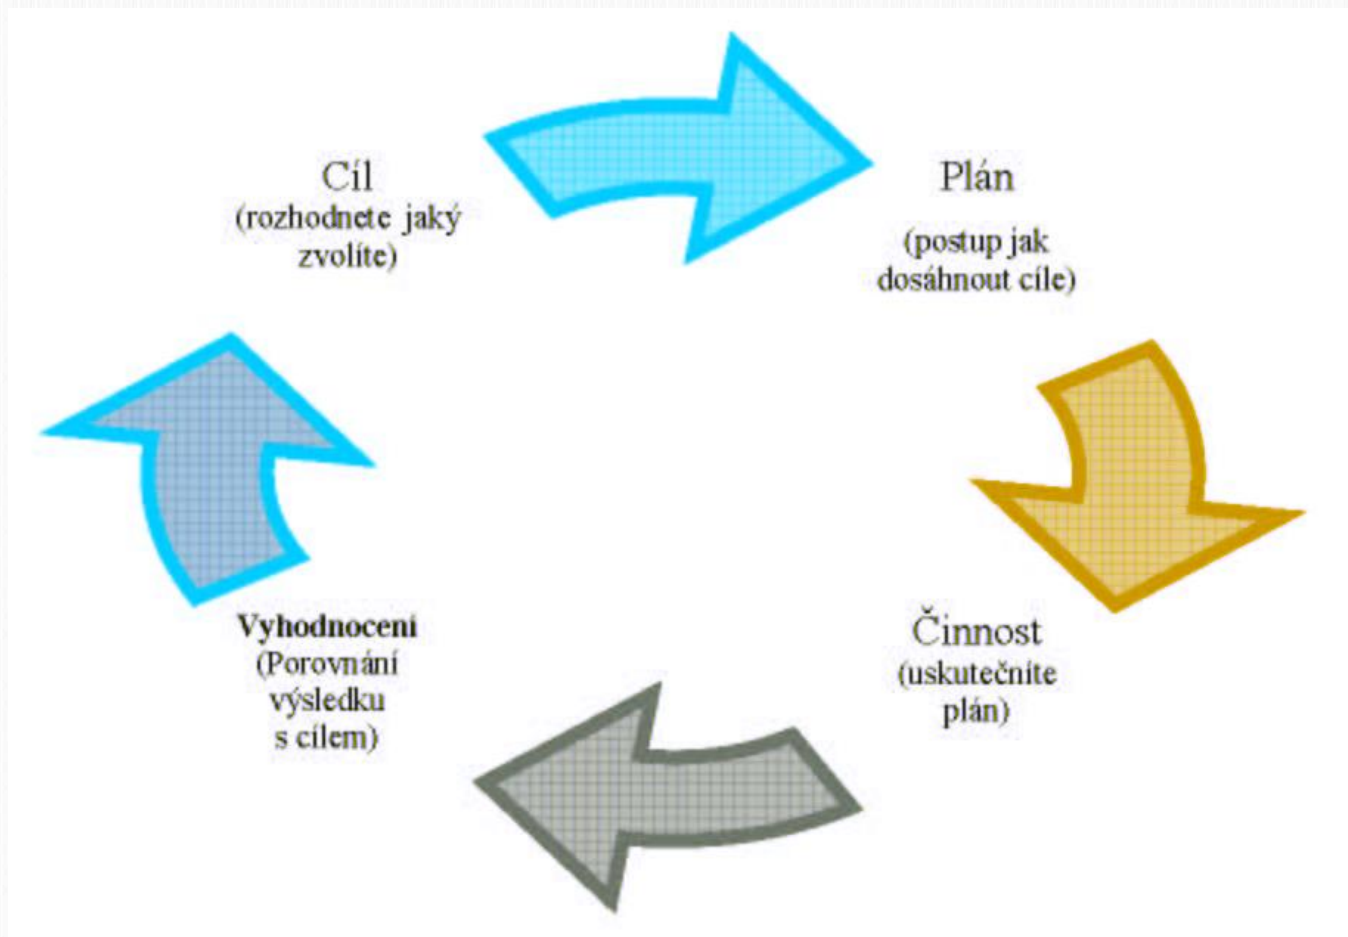 Cíl
(rozhodnete jaký
zvolíte)
Plán
(postup jak
dosáhnout cíle)
Činnost
(uskutečníte
plán)
Vyhodnocení
(Porovnání
výsledku
s cílem)